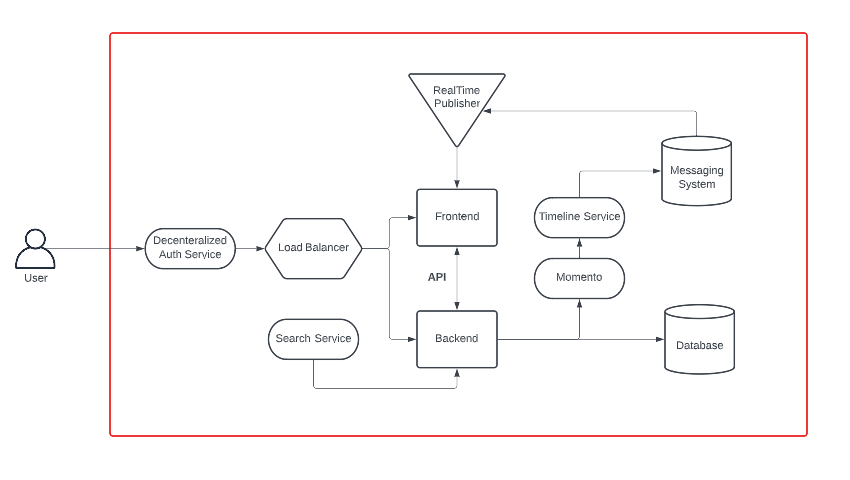 RealTime
Publisher
Messaging
System
Frontend
Timeline Service
Decenteralized
Auth Service
Load Balancer
User
API
Momento
Search Service
Backend
Database